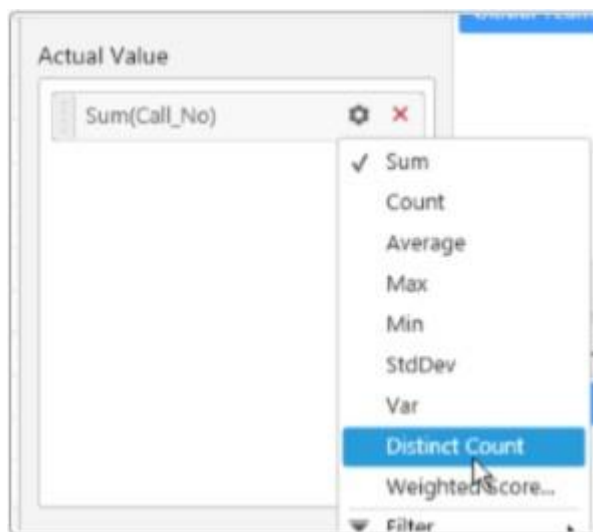 Actual Value
Sum(Call_No)
Sum
Count
Average
Max
Min
StdDev
Var
Distinct Count
Weighted Score...
Filter